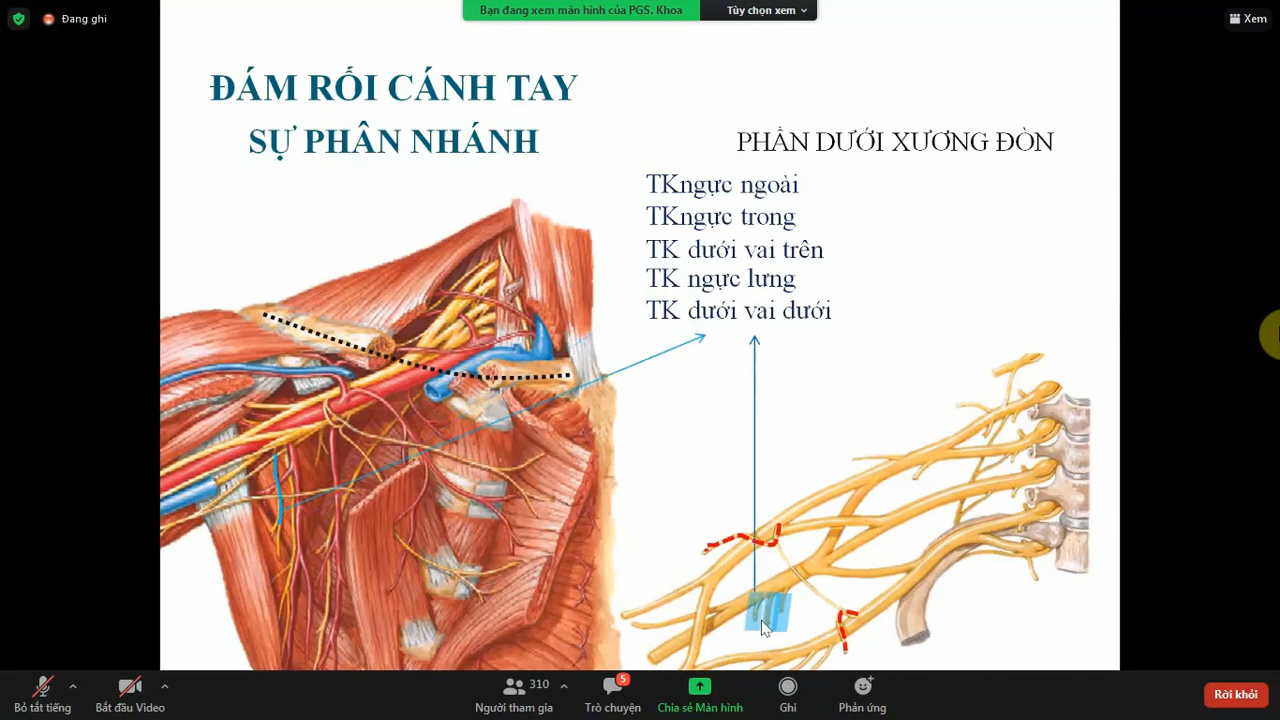 Đang ghi
Bạn đang xem màn hình của PGS. Khoa
Tùy chọn xem
Xem
ĐÁM RỐI CÁNH TAY
SỰ PHÂN NHÁNH
PHẦN DƯỚI XƯƠNG ĐÒN
TKngực ngoài
TKngực trong
TK dưới vai trên
TK ngực lưng
TK dưới vai dưới
310
5
Bỏ tắt tiếng
Bắt đầu Video
Người tham gia
Trò chuyện
Chia sẻ Màn hình
Ghi
Phản ứng
Rời khỏi